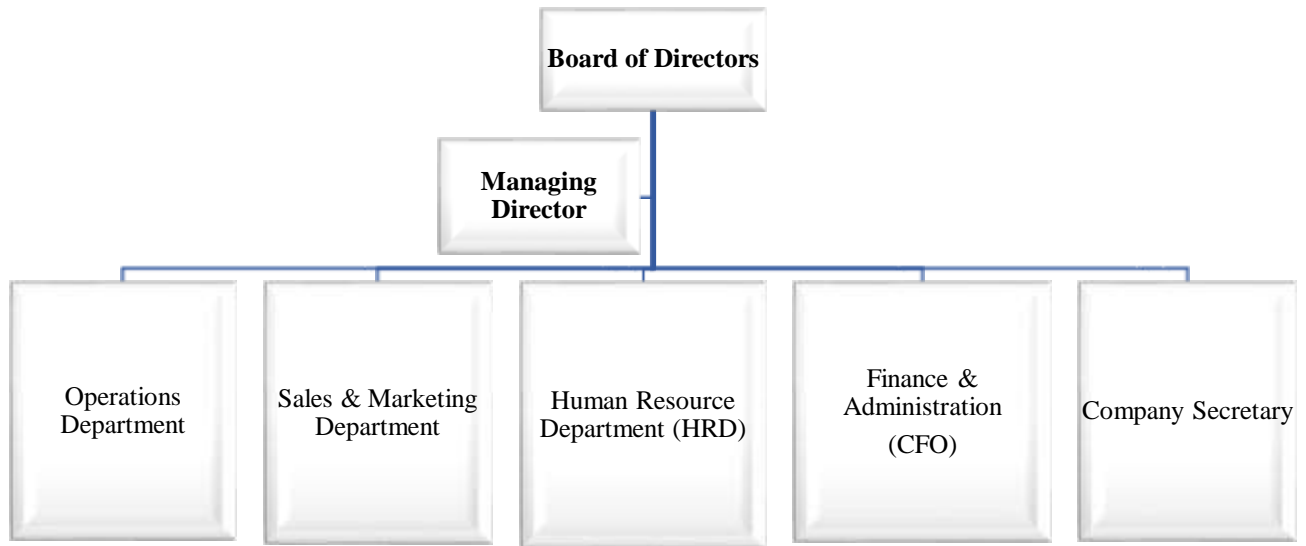 Board of Directors
Managing
Director
Operations
Department
Sales & Marketing
Department
Human Resource
Department (HRD)
Finance &
Administration
(CFO)
Company Secretary